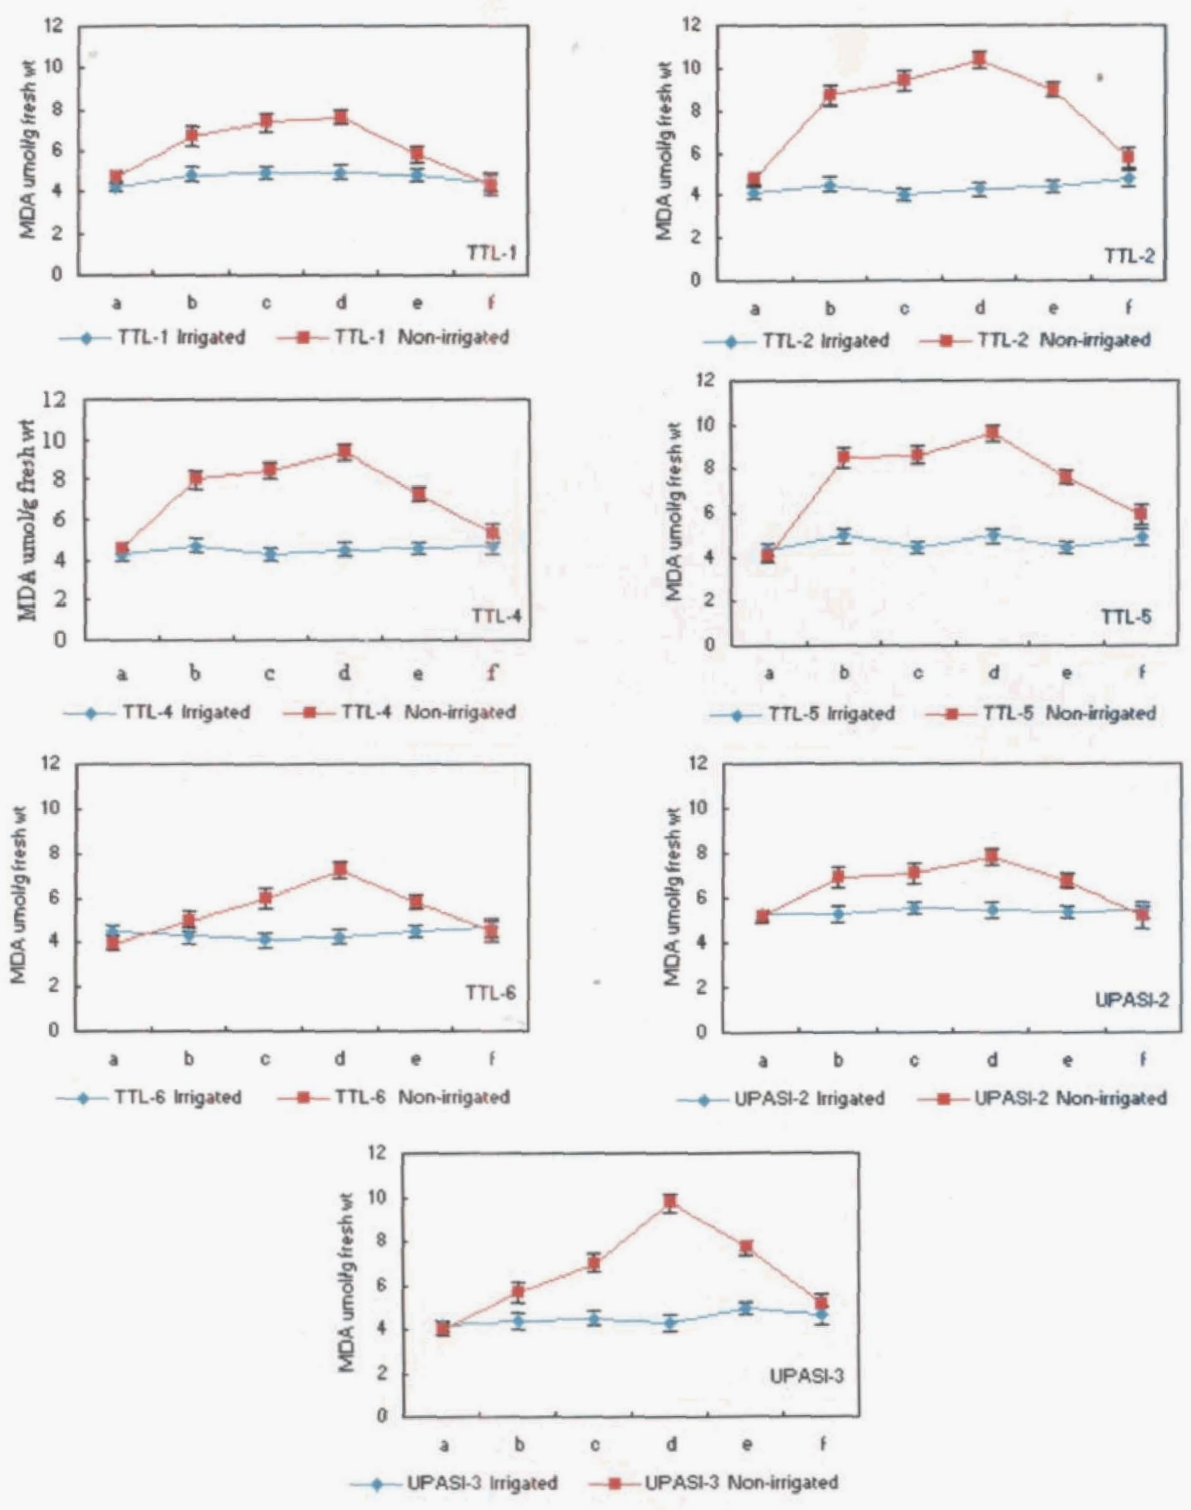 12
10
8
6
4
2
0
MDA umol/g fresh wt
TTL-1
a b c d e f
TTL-1 Irrigated TTL-1 Non-irrigated
12
10
8
6
4
2
0
MDA umol/g fresh wt
TTL-2
a b c d e f
TTL-2 Irrigated TTL-2 Non-irrigated
12
10
8
6
4
2
0
MDA umol/g fresh wt
TTL-4
a b c d e f
TTL-4 Irrigated TTL-4 Non-irrigated
12
10
8
6
4
2
0
MDA umol/g fresh wt
TTL-5
a b c d e f
TTL-5 Irrigated TTL-5 Non-irrigated
12
10
8
6
4
2
0
MDA umol/g fresh wt
TTL-6
a b c d e f
TTL-6 Irrigated TTL-6 Non-irrigated
12
10
8
6
4
2
0
MDA umol/g fresh wt
UPASI-2
a b c d e f
UPASI-2 Irrigated UPASI-2 Non-irrigated
12
10
8
6
4
2
0
MDA umol/g fresh wt
UPASI-3
a b c d e f
UPASI-3 Irrigated UPASI-3 Non-irrigated